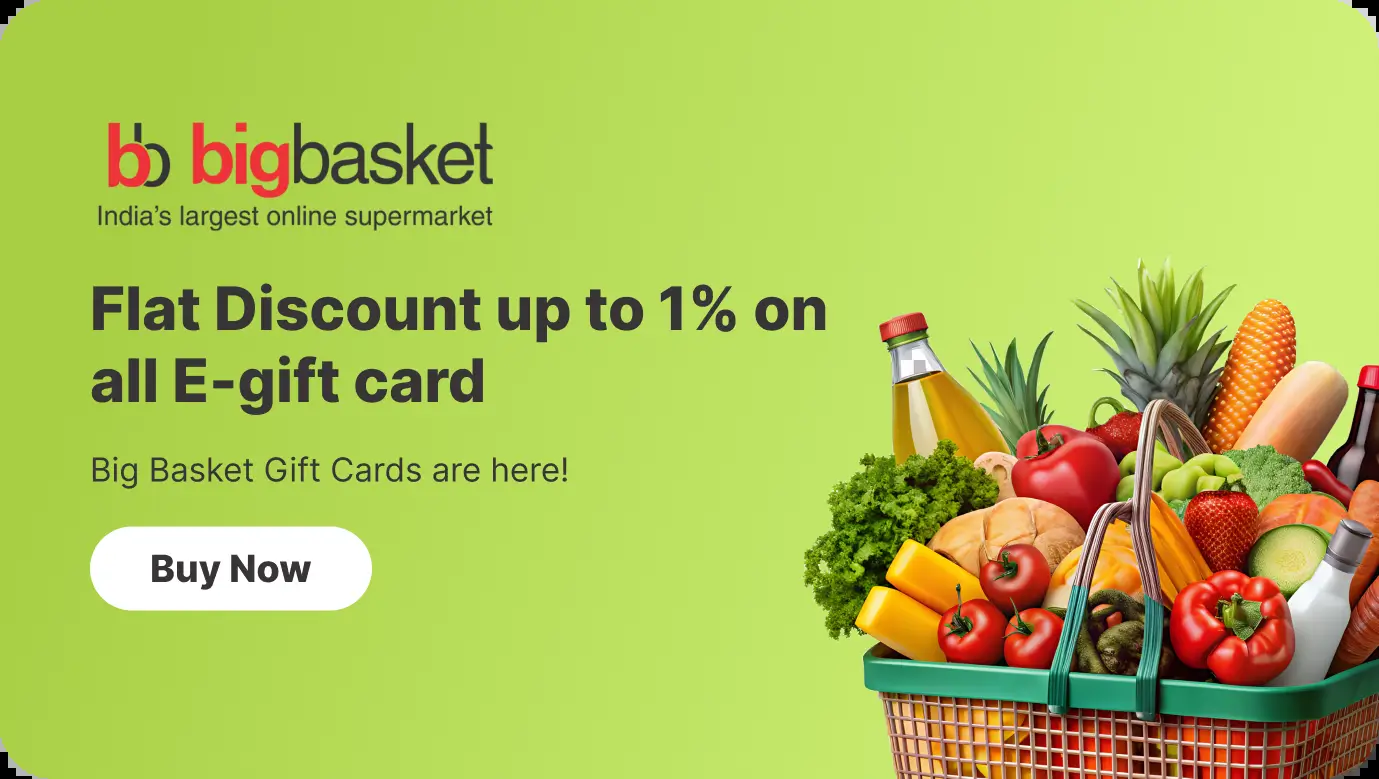 bb bigbasket
India's largest online supermarket
Flat Discount up to 1% on
all E-gift card
Big Basket Gift Cards are here!
Buy Now